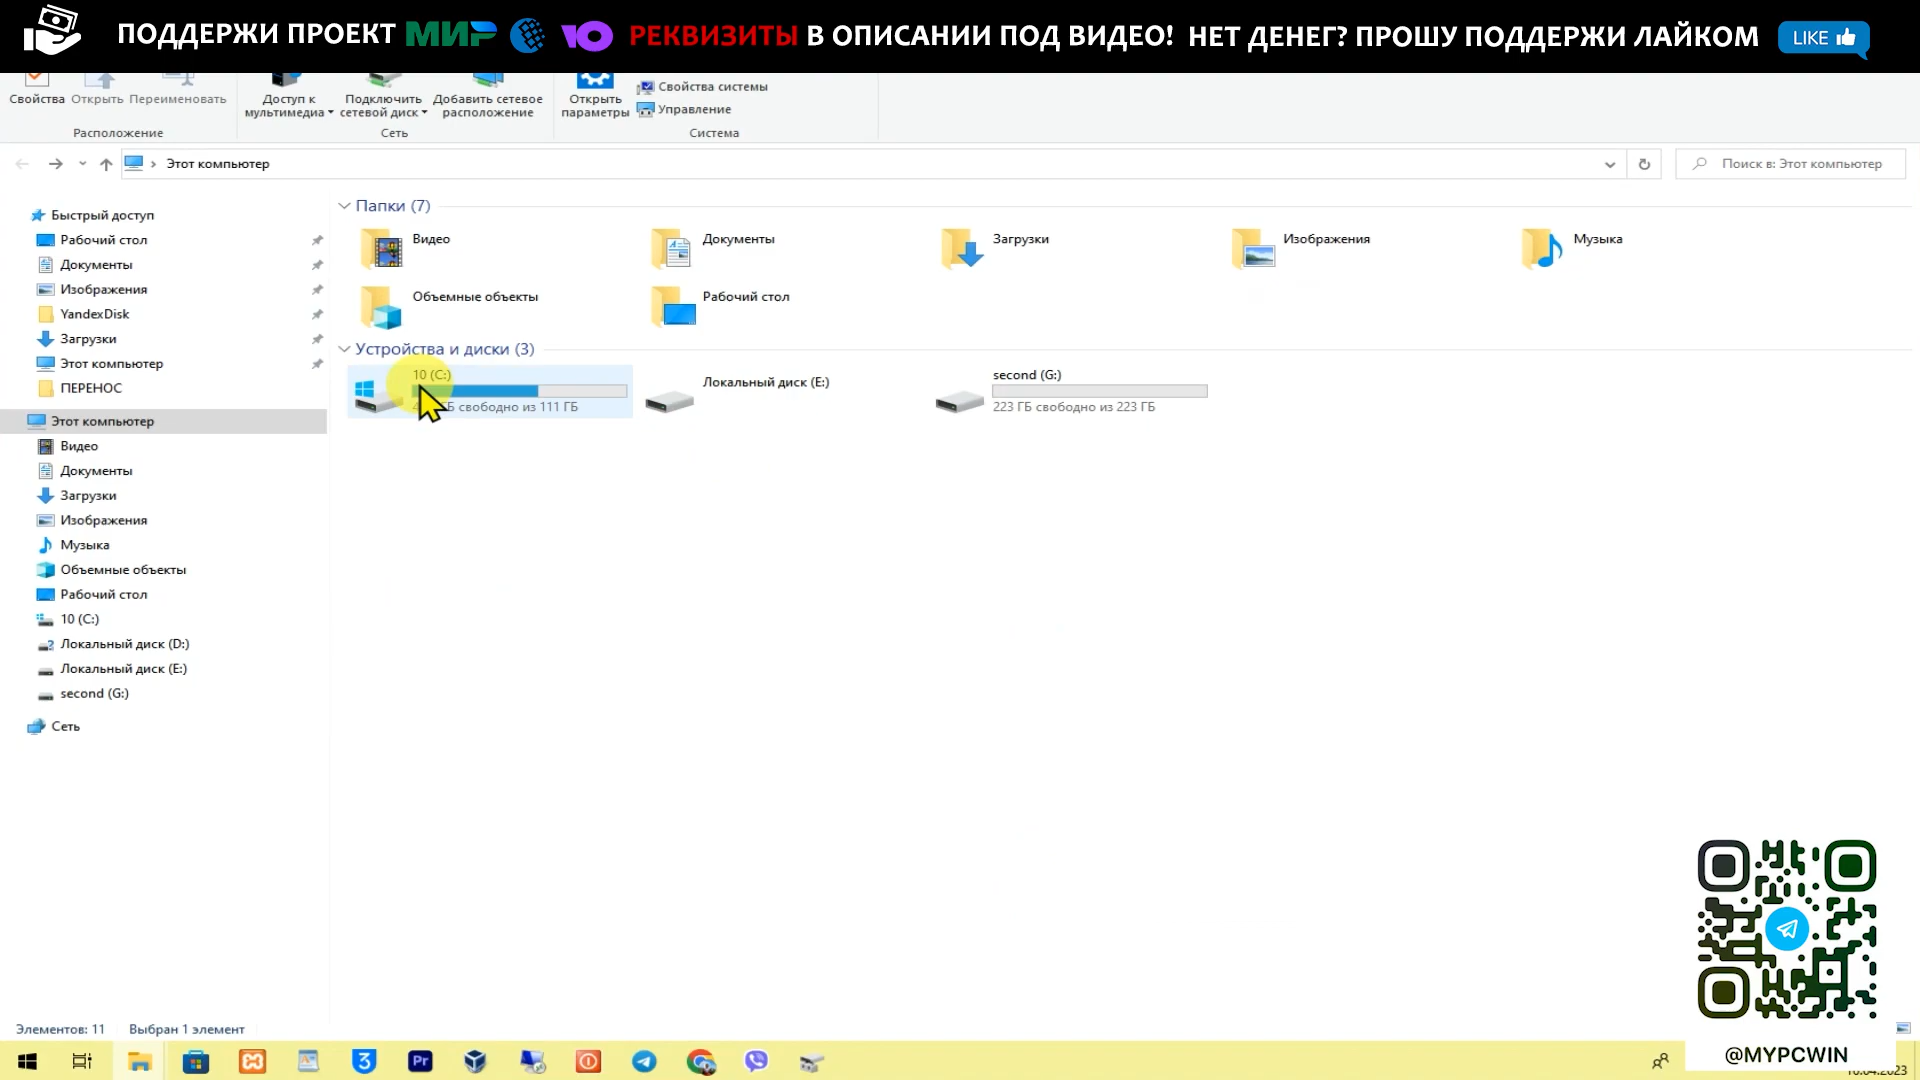 ПОДДЕРЖИ ПРОЕКТ МИР Ю РЕКВИЗИТЫ В ОПИСАНИИ ПОД ВИДЕО! НЕТ ДЕНЕГ? ПРОШУ ПОДДЕРЖИ ЛАЙКОМ LIKE
Свойства Открыть Переименовать
Расположение
Доступ к мультимедиа
Подключить сетевой диск
Добавить сетевое расположение
Сеть
Открыть параметры
Свойства системы
Управление
Система
Этот компьютер
Поиск в: Этот компьютер
Быстрый доступ
Рабочий стол
Документы
Изображения
YandexDisk
Загрузки
Этот компьютер
ПЕРЕНОС
Этот компьютер
Видео
Документы
Загрузки
Изображения
Музыка
Объемные объекты
Рабочий стол
10 (C:)
Локальный диск (D:)
Локальный диск (E:)
second (G:)
Сеть
Папки (7)
Видео
Документы
Загрузки
Изображения
Музыка
Объемные объекты
Рабочий стол
Устройства и диски (3)
10 (C:)
свободно из 111 ГБ
Локальный диск (E:)
second (G:)
223 ГБ свободно из 223 ГБ
Элементов: 11 Выбран 1 элемент
3
Pr
@MYPCWIN